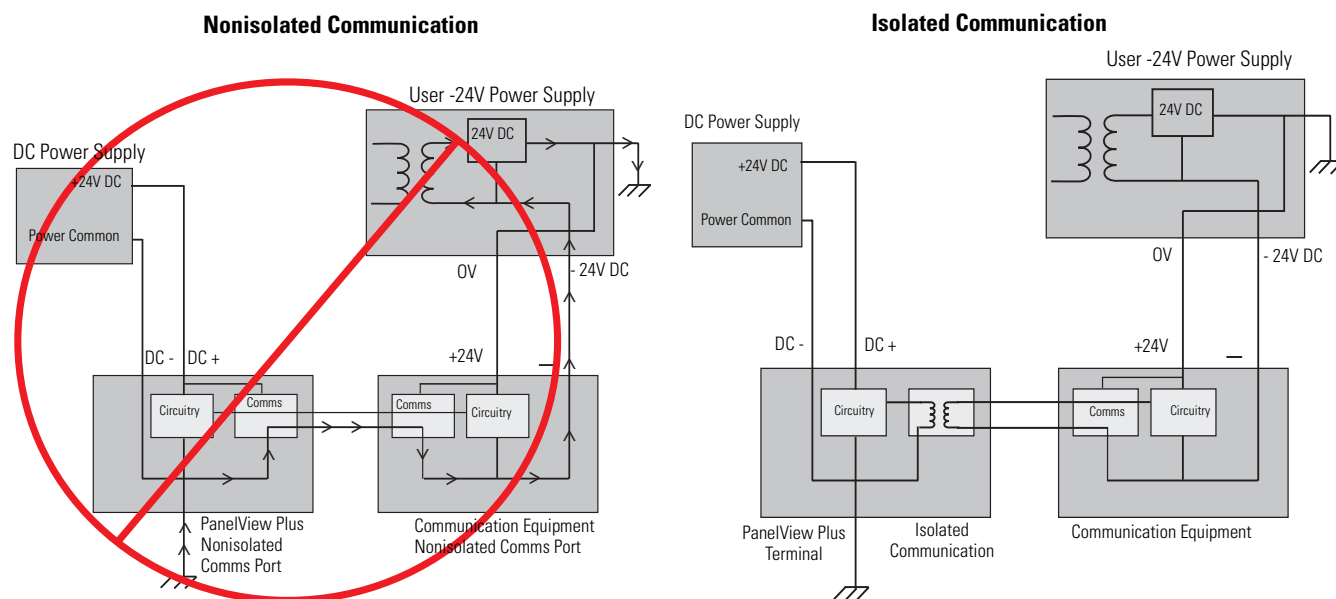 Nonisolated Communication
User -24V Power Supply
24V DC
DC Power Supply
+24V DC
Power Common
0V
- 24V DC
DC -
DC +
+24V
—
Circuitry
Comms
Comms
Circuitry
PanelView Plus
Nonisolated
Comms Port
Communication Equipment
Nonisolated Comms Port
Isolated Communication
User -24V Power Supply
24V DC
DC Power Supply
+24V DC
Power Common
0V
- 24V DC
DC -
DC +
+24V
—
Circuitry
Comms
Circuitry
PanelView Plus
Terminal
Isolated
Communication
Communication Equipment